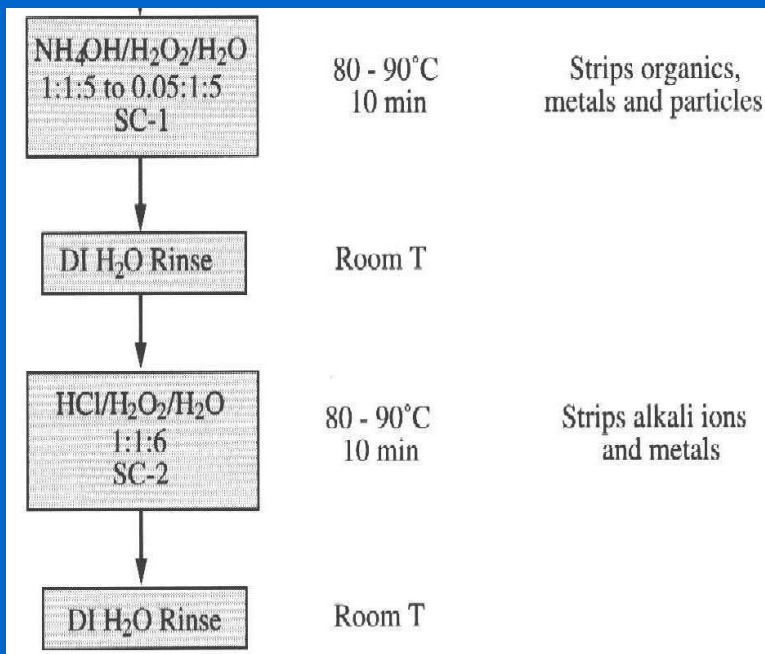 NH₄OH/H₂O₂/H₂O
1:1:5 to 0.05:1:5
SC-1
80 - 90°C
10 min
Strips organics,
metals and particles
DI H₂O Rinse
Room T
HCl/H₂O₂/H₂O
1:1:6
SC-2
80 - 90°C
10 min
Strips alkali ions
and metals
DI H₂O Rinse
Room T